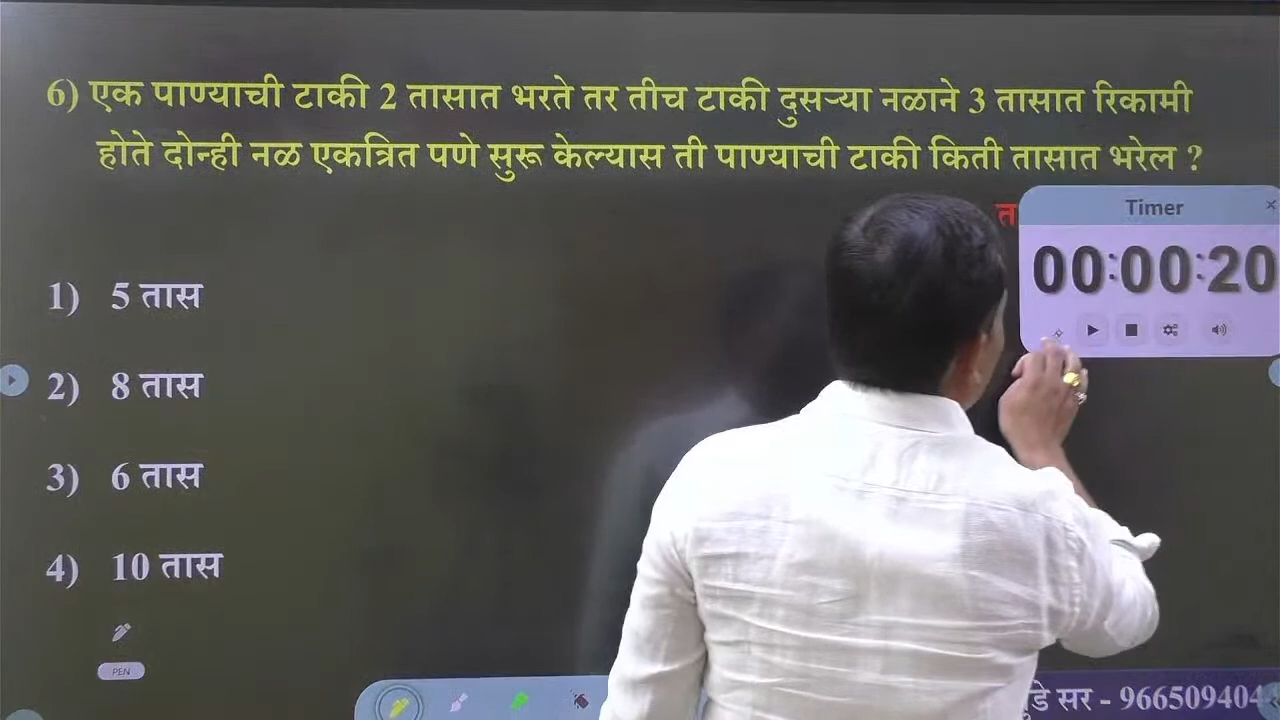 6) एक पाण्याची टाकी 2 तासात भरते तर तीच टाकी दुसऱ्या नळाने 3 तासात रिकामी
होते दोन्ही नळ एकत्रित पणे सुरू केल्यास ती पाण्याची टाकी किती तासात भरेल ?
Timer
00:00:20
1) 5 तास
2) 8 तास
3) 6 तास
4) 10 तास
PEN
सर - 966509404